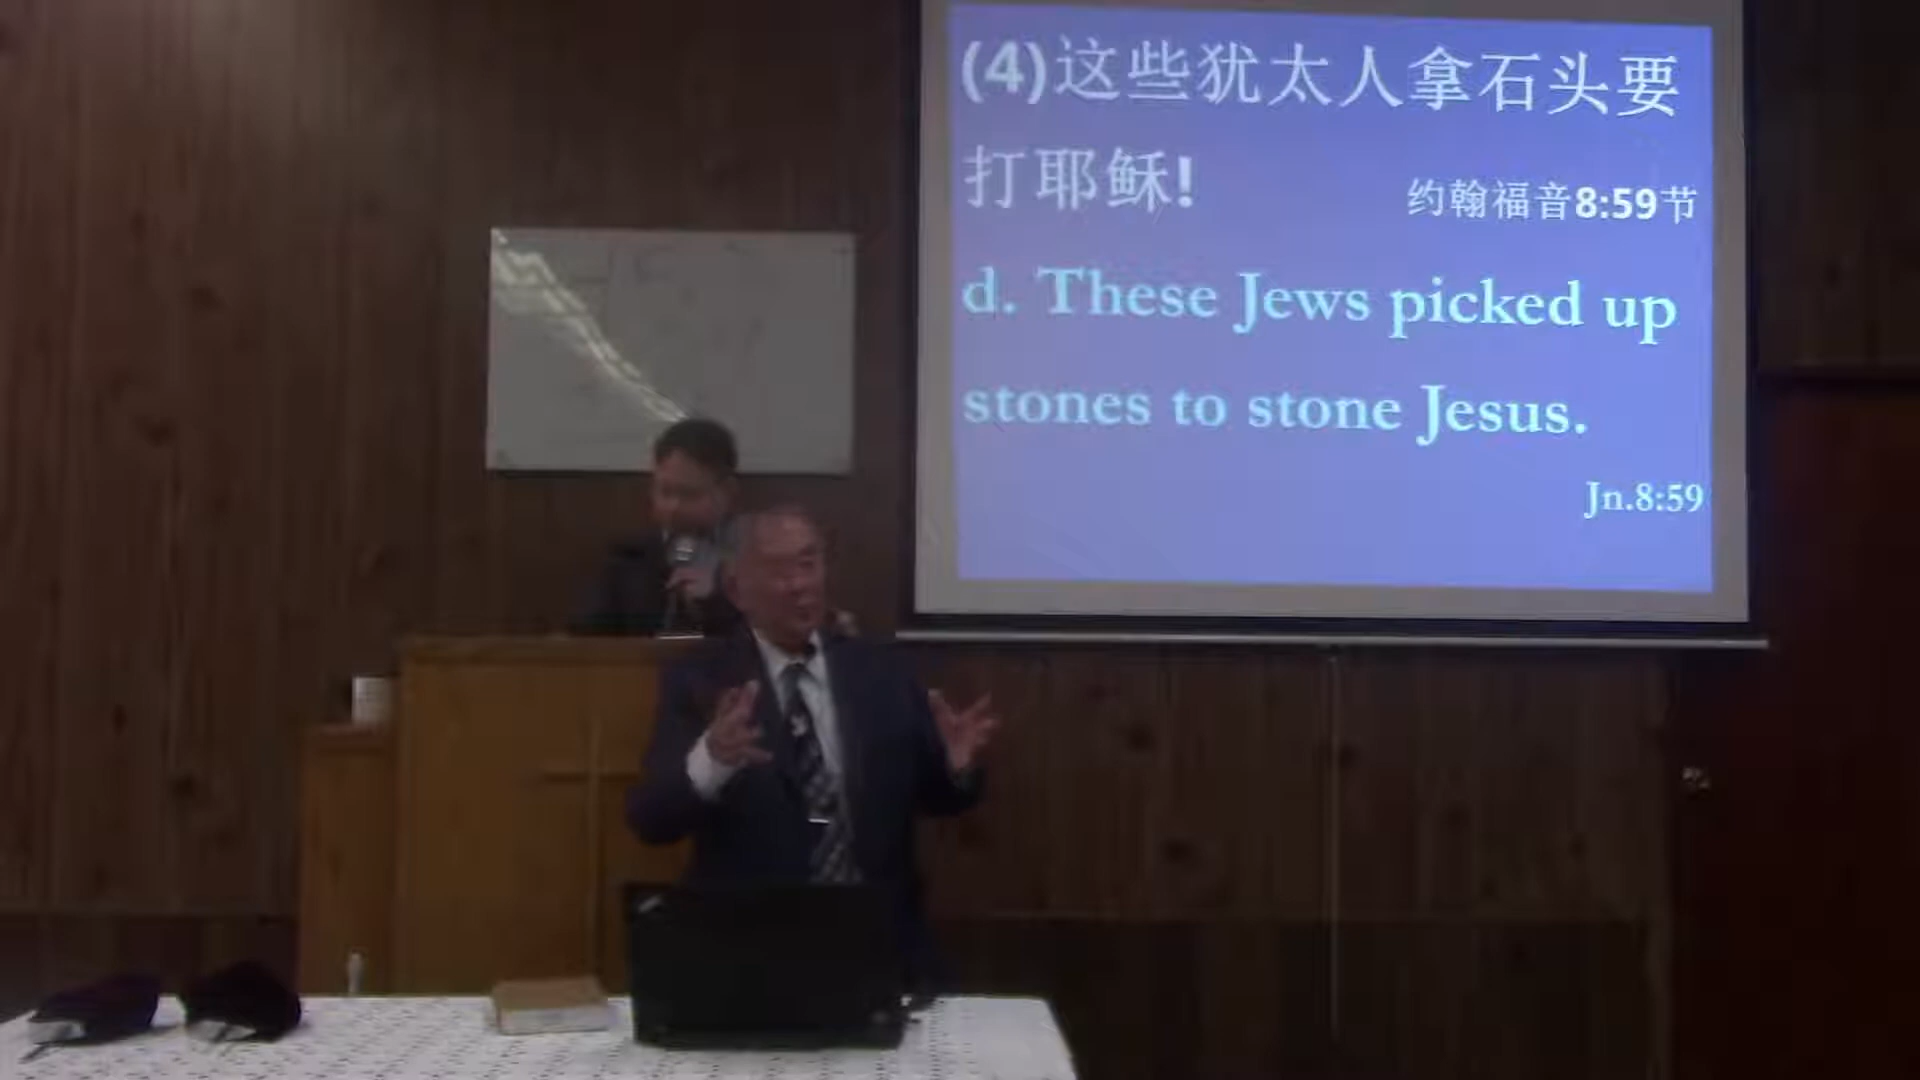 (4)这些犹太人拿石头要
打耶稣!
约翰福音8:59节
d. These Jews picked up
stones to stone Jesus.
Jn.8:59